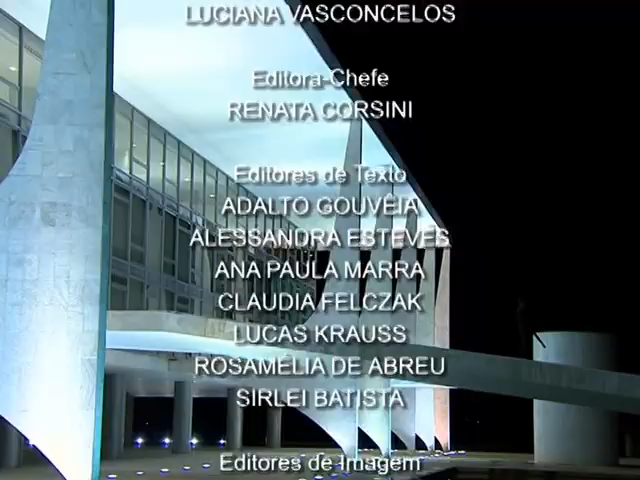 LUCIANA VASCONCELOS
Editora-Chefe
RENATA CORSINI
Editores de Texto
ADALTO GOUVEIA
ALESSANDRA ESTEVES
ANA PAULA MARRA
CLAUDIA FELCZAK
LUCAS KRAUSS
ROSAMÉLIA DE ABREU
SIRLEI BATISTA
Editores de Imagem